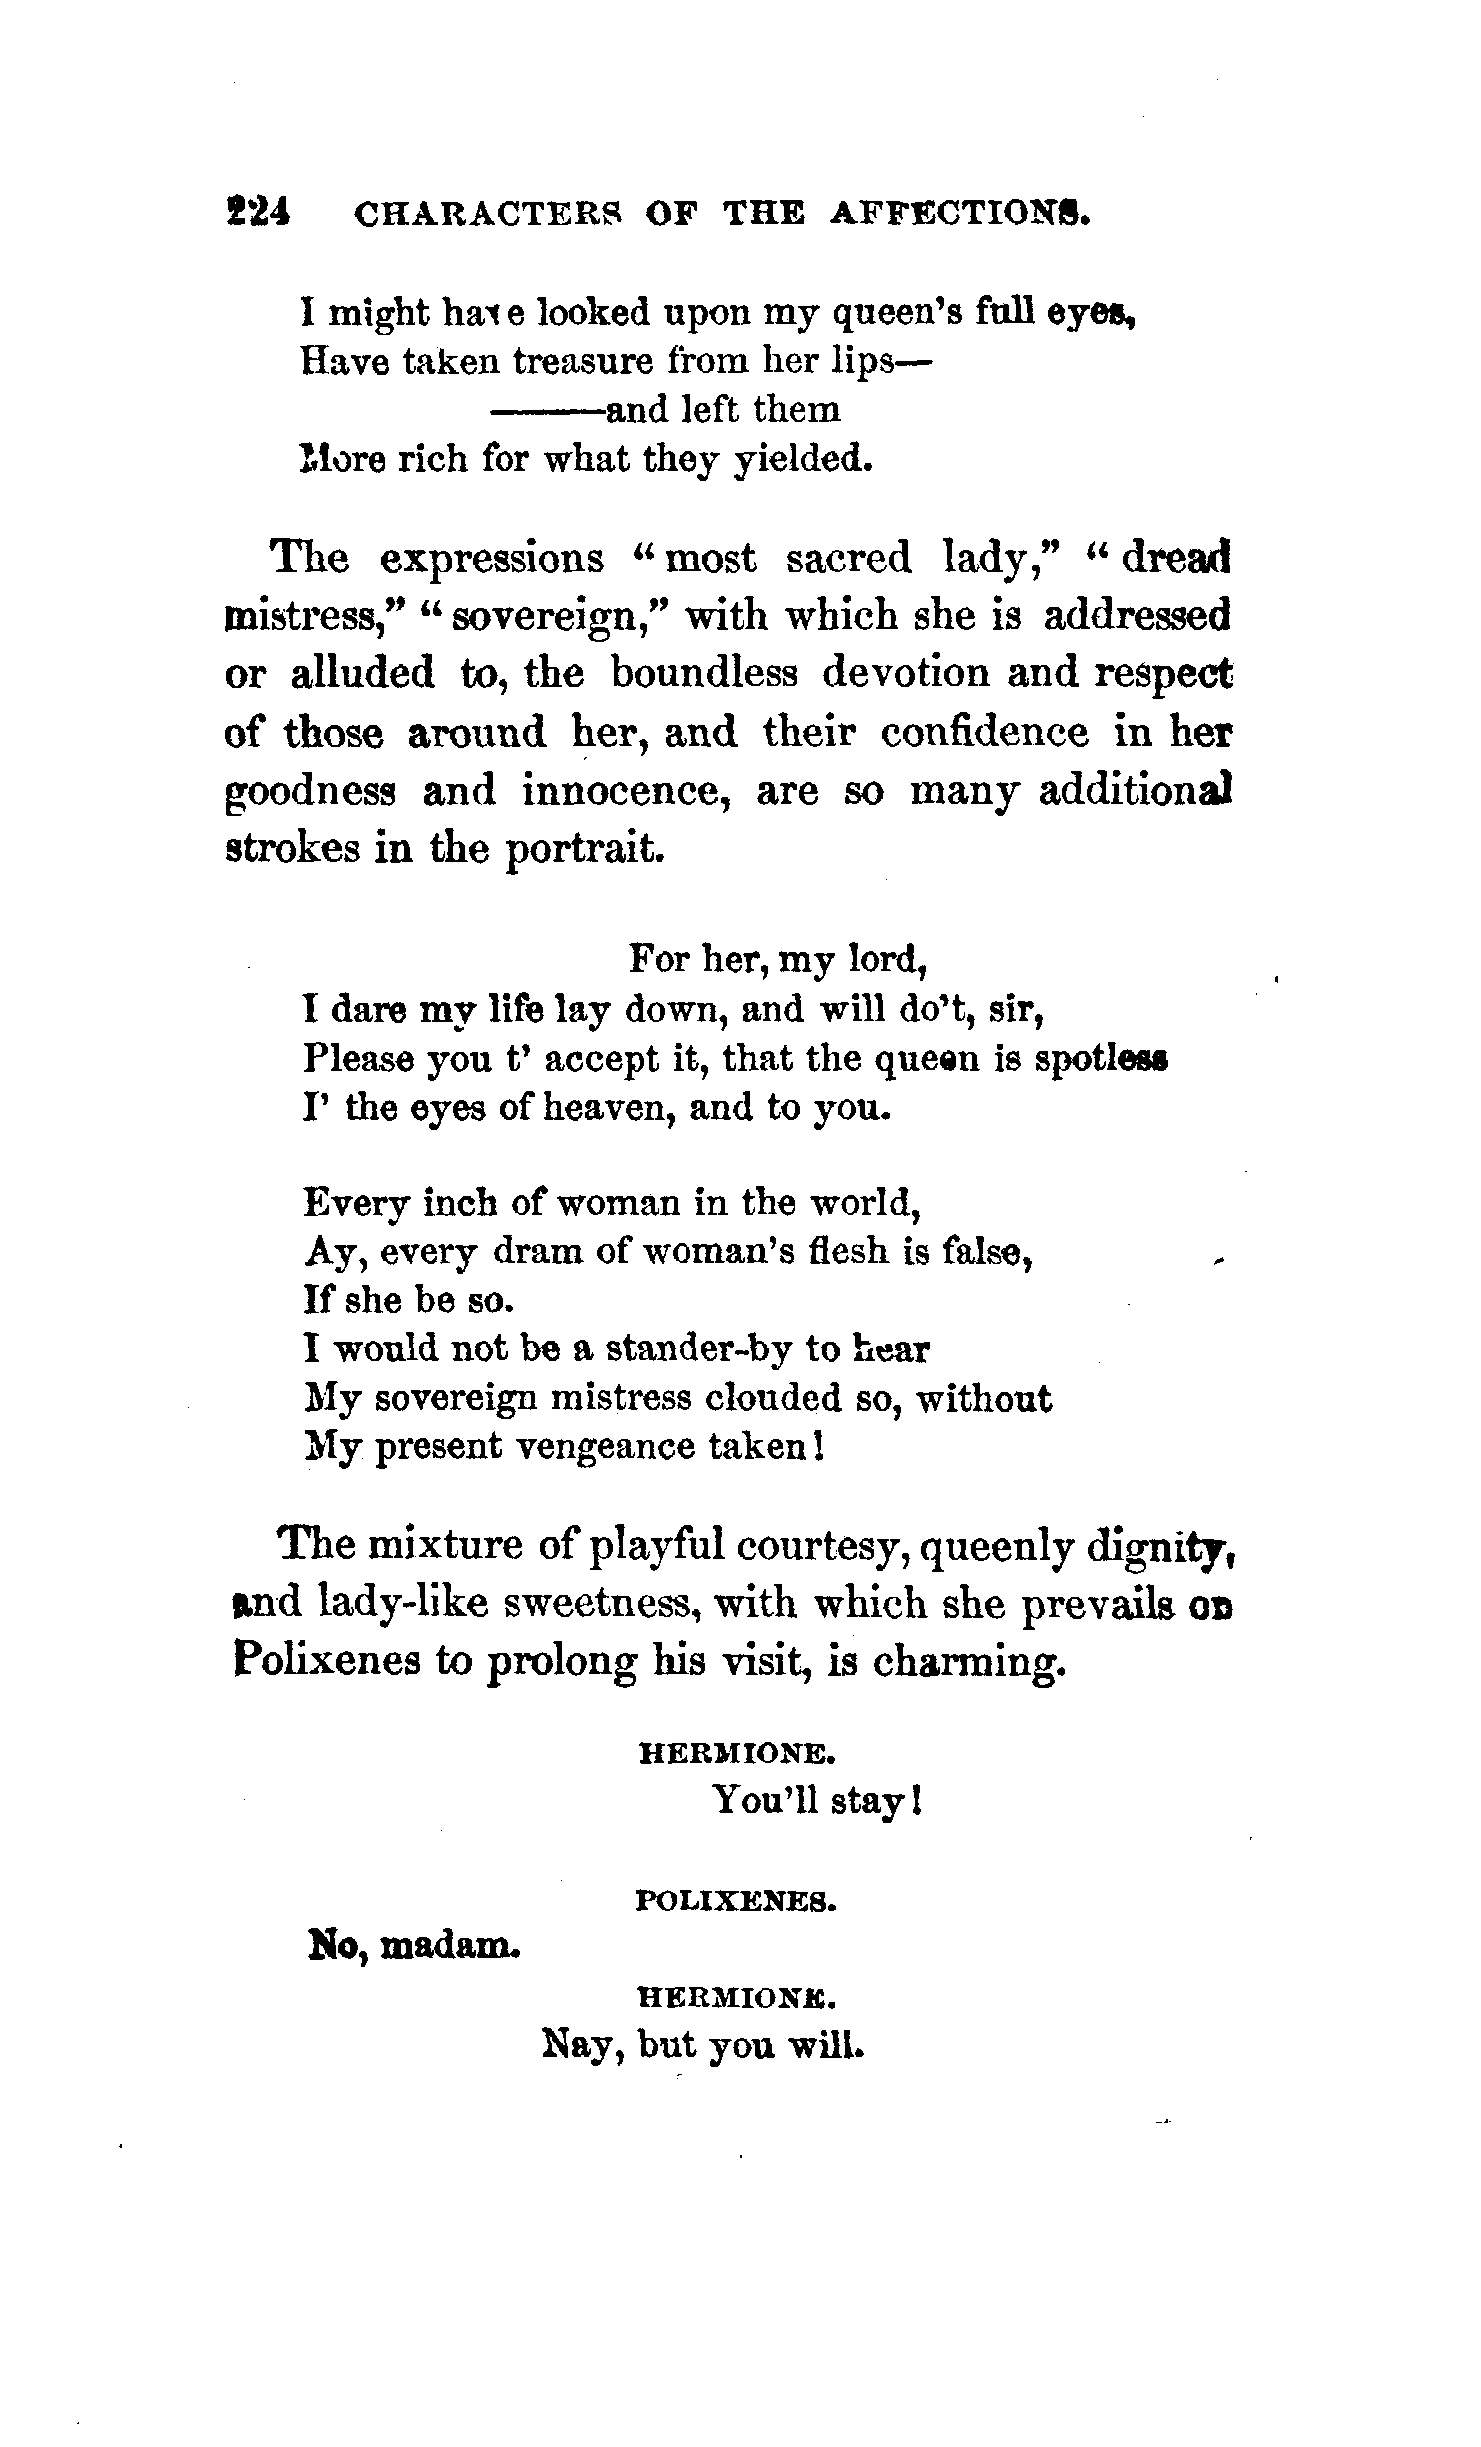 224 CHARACTERS OF THE AFFECTIONS.
I might have looked upon my queen's full eyes,
Have taken treasure from her lips—
——and left them
More rich for what they yielded.
The expressions "most sacred lady," "dread
mistress," "sovereign," with which she is addressed
or alluded to, the boundless devotion and respect
of those around her, and their confidence in her
goodness and innocence, are so many additional
strokes in the portrait.
For her, my lord,
I dare my life lay down, and will do't, sir,
Please you t' accept it, that the queen is spotless
I' the eyes of heaven, and to you.
Every inch of woman in the world,
Ay, every dram of woman's flesh is false,
If she be so.
I would not be a stander-by to hear
My sovereign mistress clouded so, without
My present vengeance taken!
The mixture of playful courtesy, queenly dignity,
and lady-like sweetness, with which she prevails on
Polixenes to prolong his visit, is charming.
HERMIONE.
You'll stay!
POLIXENES.
No, madam.
HERMIONE.
Nay, but you will.